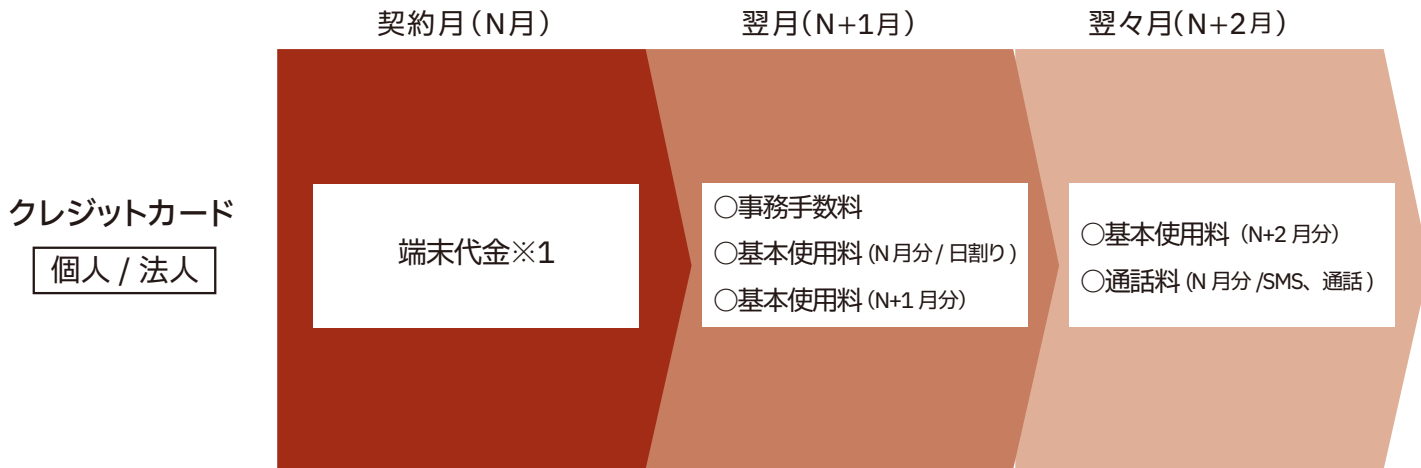 契約月(N月)
翌月(N+1月)
翌々月(N+2月)
クレジットカード
個人 / 法人
端末代金※1
○事務手数料
○基本使用料 (N月分 / 日割り)
○基本使用料 (N+1 月分)
○基本使用料 (N+2 月分)
○通話料 (N 月分 /SMS、通話 )